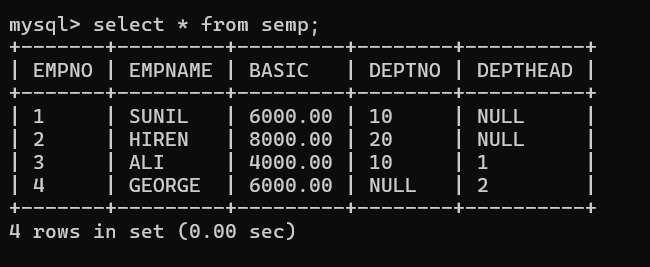 mysql> select * from semp;
+-------+---------+---------+--------+----------+
| EMPNO | EMPNAME | BASIC   | DEPTNO | DEPTHEAD |
+-------+---------+---------+--------+----------+
| 1     | SUNIL   | 6000.00 | 10     | NULL     |
| 2     | HIREN   | 8000.00 | 20     | NULL     |
| 3     | ALI     | 4000.00 | 10     | 1        |
| 4     | GEORGE  | 6000.00 | NULL   | 2        |
+-------+---------+---------+--------+----------+
4 rows in set (0.00 sec)